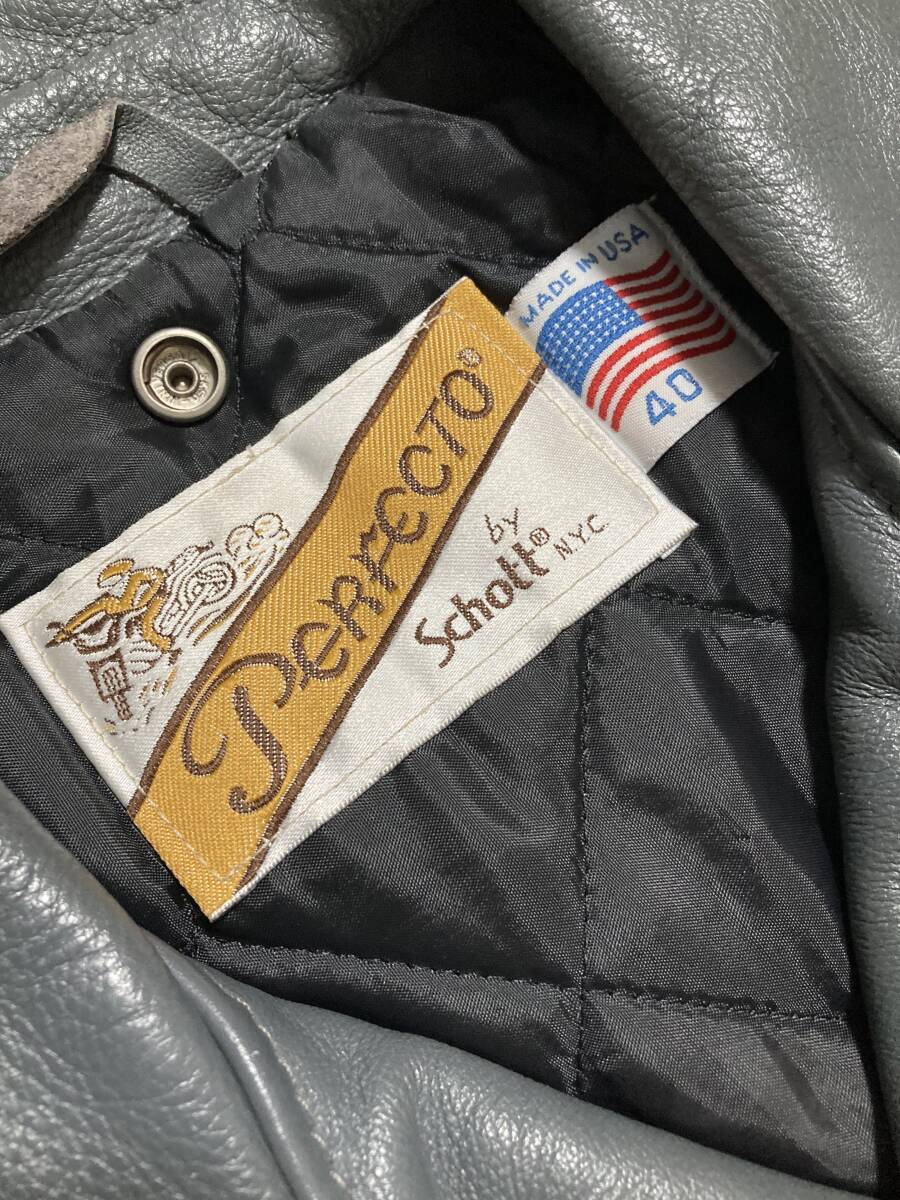 PERFECTO®
by
Schott® N.Y.C.
MADE IN USA
40